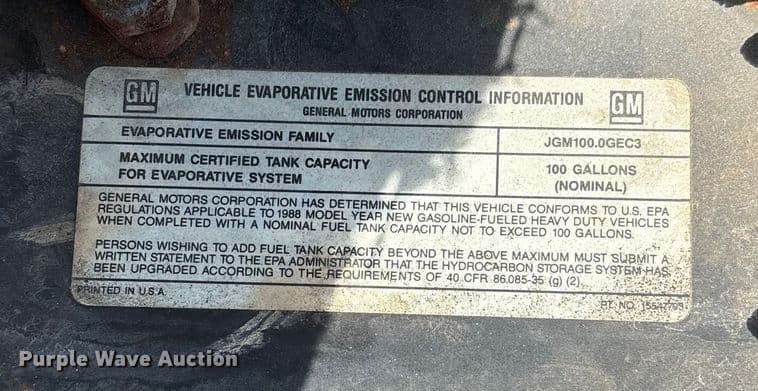 GM
VEHICLE EVAPORATIVE EMISSION CONTROL INFORMATION
GM
GENERAL MOTORS CORPORATION
EVAPORATIVE EMISSION FAMILY
JGM100.0GEC3
MAXIMUM CERTIFIED TANK CAPACITY
FOR EVAPORATIVE SYSTEM
100 GALLONS
(NOMINAL)
GENERAL MOTORS CORPORATION HAS DETERMINED THAT THIS VEHICLE CONFORMS TO U.S. EPA
REGULATIONS APPLICABLE TO 1988 MODEL YEAR NEW GASOLINE-FUELED HEAVY DUTY VEHICLES
WHEN COMPLETED WITH A NOMINAL FUEL TANK CAPACITY NOT TO EXCEED 100 GALLONS.
PERSONS WISHING TO ADD FUEL TANK CAPACITY BEYOND THE ABOVE MAXIMUM MUST SUBMIT A
WRITTEN STATEMENT TO THE EPA ADMINISTRATOR THAT THE HYDROCARBON STORAGE SYSTEM HAS
BEEN UPGRADED ACCORDING TO THE REQUIREMENTS OF 40 CFR 86.085-35 (g) (2).
PRINTED IN U.S.A.
PT. NO.
Purple Wave Auction